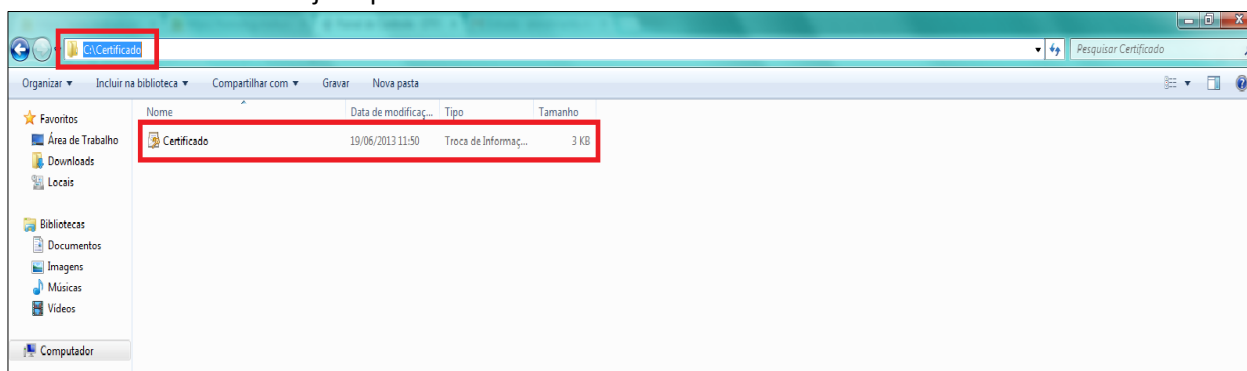 C:\Certificado
Pesquisar Certificado
Organizar Incluir na biblioteca Compartilhar com Gravar Nova pasta
Favoritos
Área de Trabalho
Downloads
Locais
Bibliotecas
Documentos
Imagens
Músicas
Vídeos
Computador
Nome Data de modificaç... Tipo Tamanho
Certificado 19/06/2013 11:50 Troca de Informaç... 3 KB